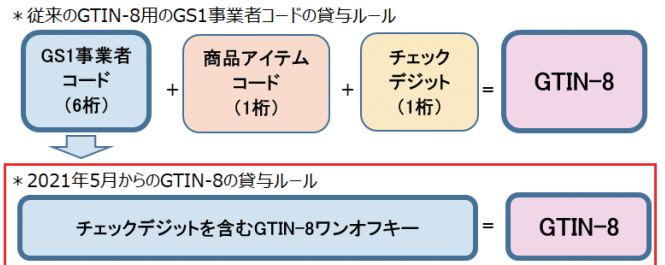 *従来のGTIN-8用のGS1事業者コードの貸与ルール
GS1事業者
コード
(6桁)
+
商品アイテム
コード
(1桁)
+
チェック
デジット
(1桁)
=
GTIN-8
*2021年5月からのGTIN-8の貸与ルール
チェックデジットを含むGTIN-8ワンオフキー
=
GTIN-8